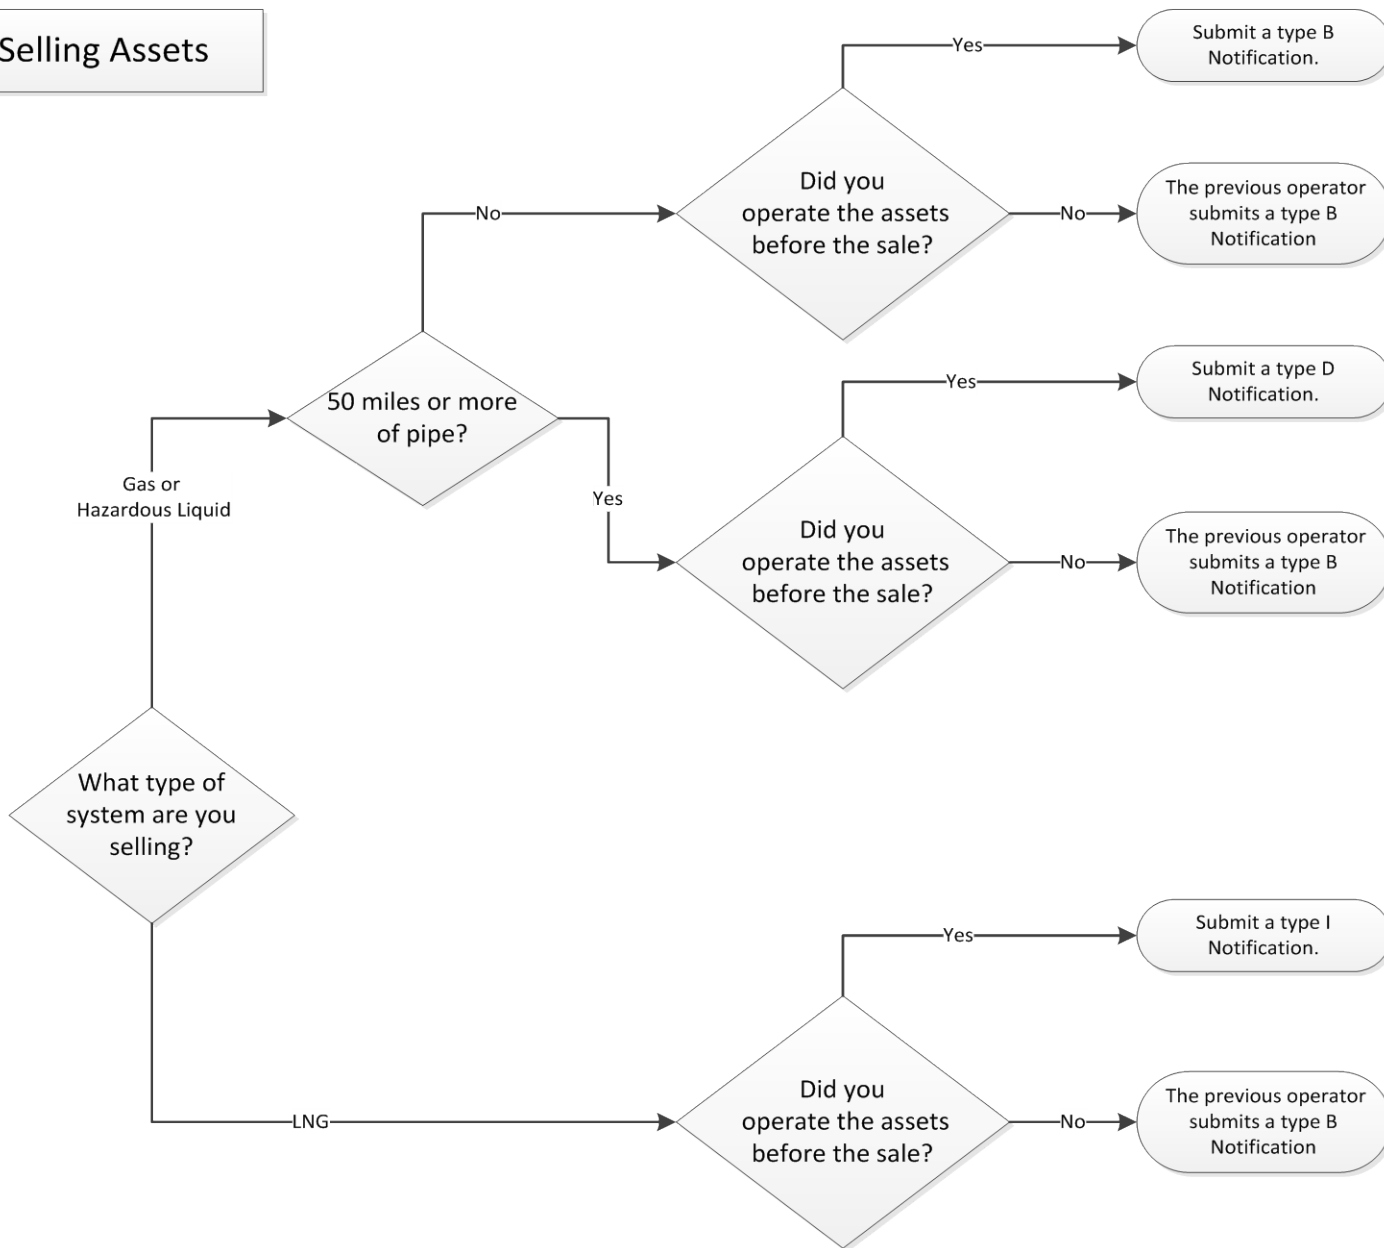 Selling Assets
Yes
Submit a type B
Notification.
Did you
operate the assets
before the sale?
No
No
The previous operator
submits a type B
Notification
50 miles or more
of pipe?
Yes
Submit a type D
Notification.
Gas or
Hazardous Liquid
Yes
Did you
operate the assets
before the sale?
No
The previous operator
submits a type B
Notification
What type of
system are you
selling?
Yes
Submit a type I
Notification.
LNG
Did you
operate the assets
before the sale?
No
The previous operator
submits a type B
Notification